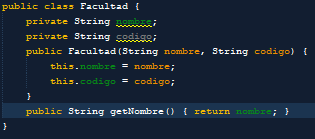 public class Facultad {
    private String nombre;
    private String codigo;
    public Facultad(String nombre, String codigo) {
        this.nombre = nombre;
        this.codigo = codigo;
    }
    public String getNombre() { return nombre; }
}